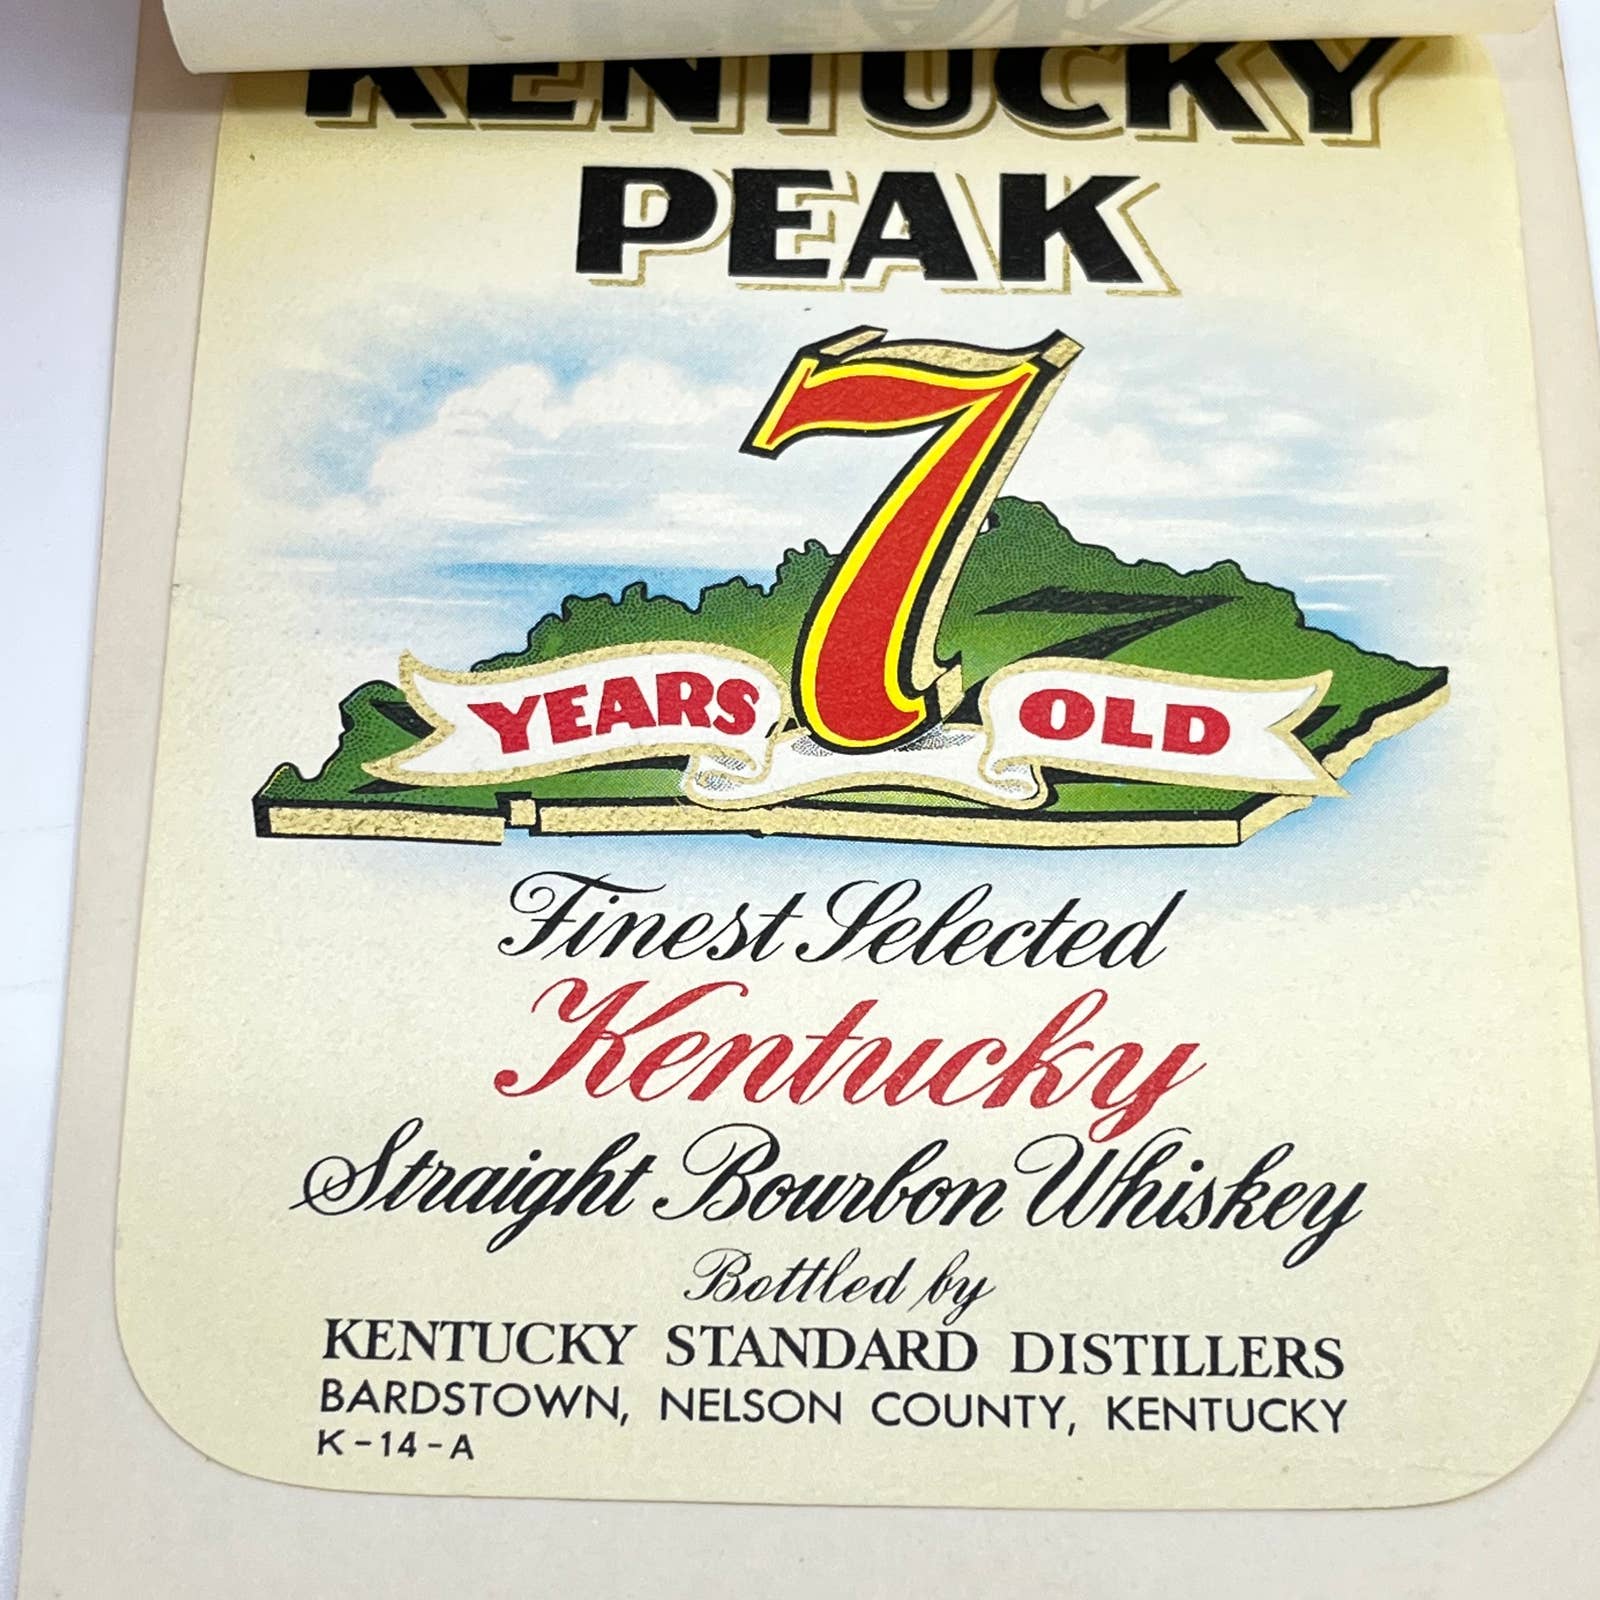 KENTUCKY
PEAK
7
YEARS OLD
Finest Selected
Kentucky
Straight Bourbon Whiskey
Bottled by
KENTUCKY STANDARD DISTILLERS
BARDSTOWN, NELSON COUNTY, KENTUCKY
K-14-A